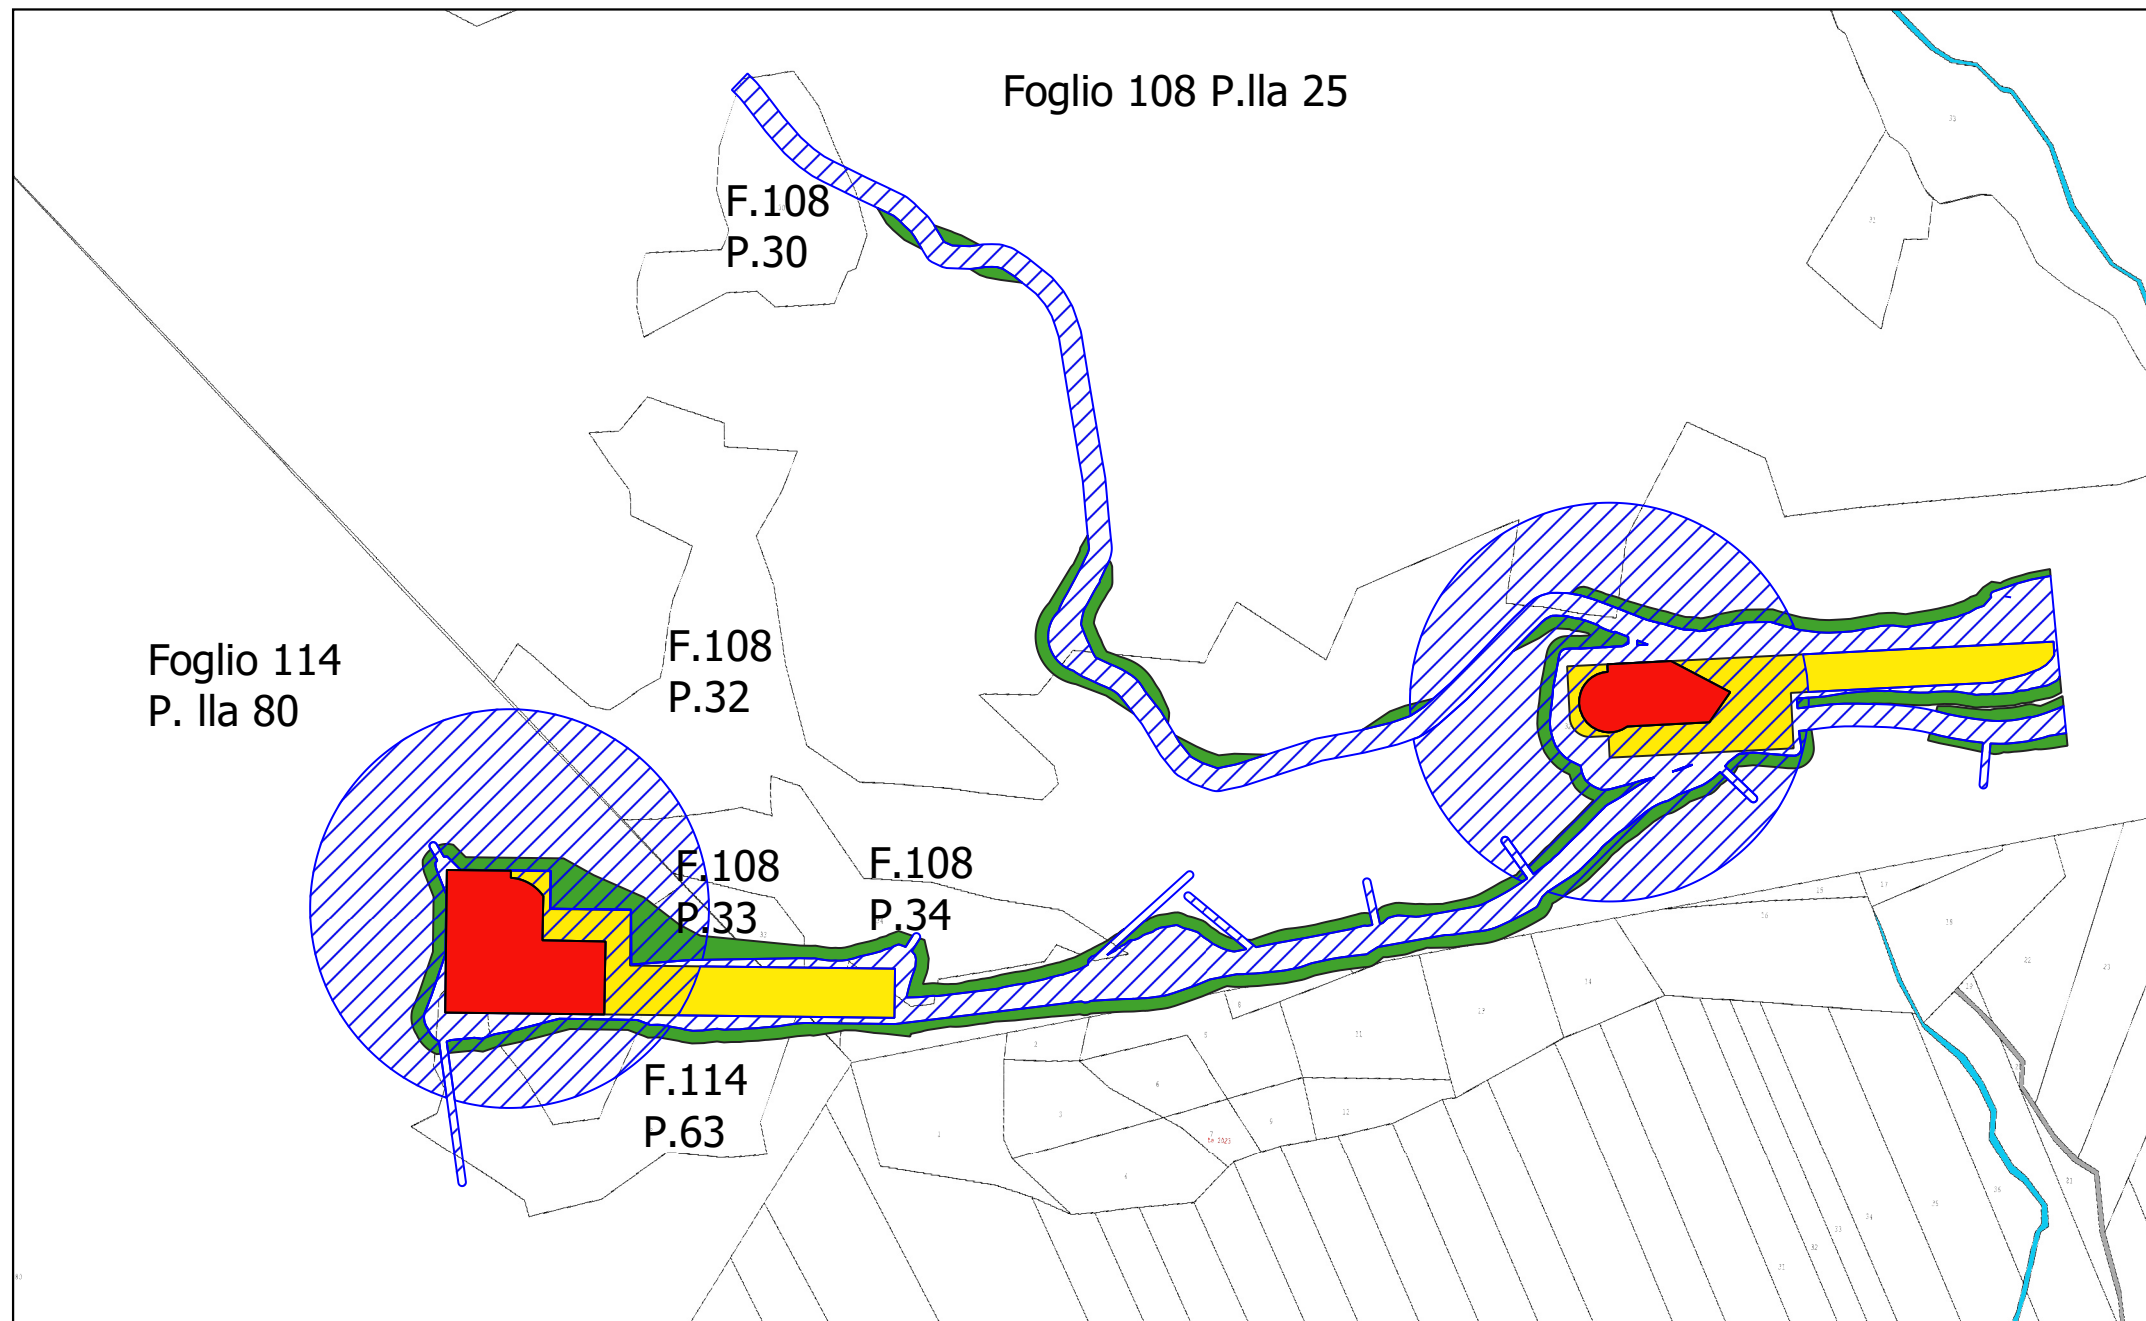 Foglio 108 P.lla 25
F.108
P.30
Foglio 114
P. lla 80
F.108
P.32
F.108
P.33
F.108
P.34
F.114
P.63